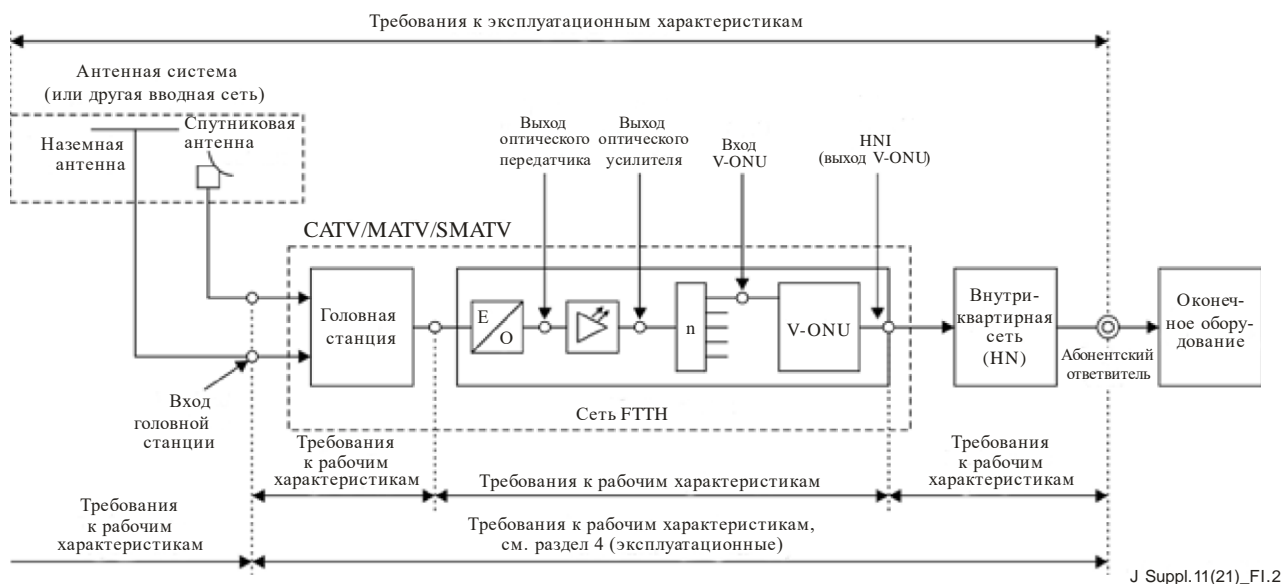 Требования к эксплуатационным характеристикам
Антенная система
(или другая вводная сеть)
Наземная
антенна
Спутниковая
антенна
Выход
оптического
передатчика
Выход
оптического
усилителя
Вход
V-ONU
HNI
(выход V-ONU)
CATV/MATV/SMATV
Головная
станция
E
O
n
V-ONU
Внутри-
квартирная
сеть
(HN)
Абонентский
ответвитель
Оконеч-
ное обору-
дование
Вход
головной
станции
Сеть FTTH
Требования
к рабочим
характеристикам
Требования к рабочим характеристикам
Требования
к рабочим
характеристикам
Требования
к рабочим
характеристикам
Требования к рабочим характеристикам,
см. раздел 4 (эксплуатационные)
J Suppl.11(21)_FI.2